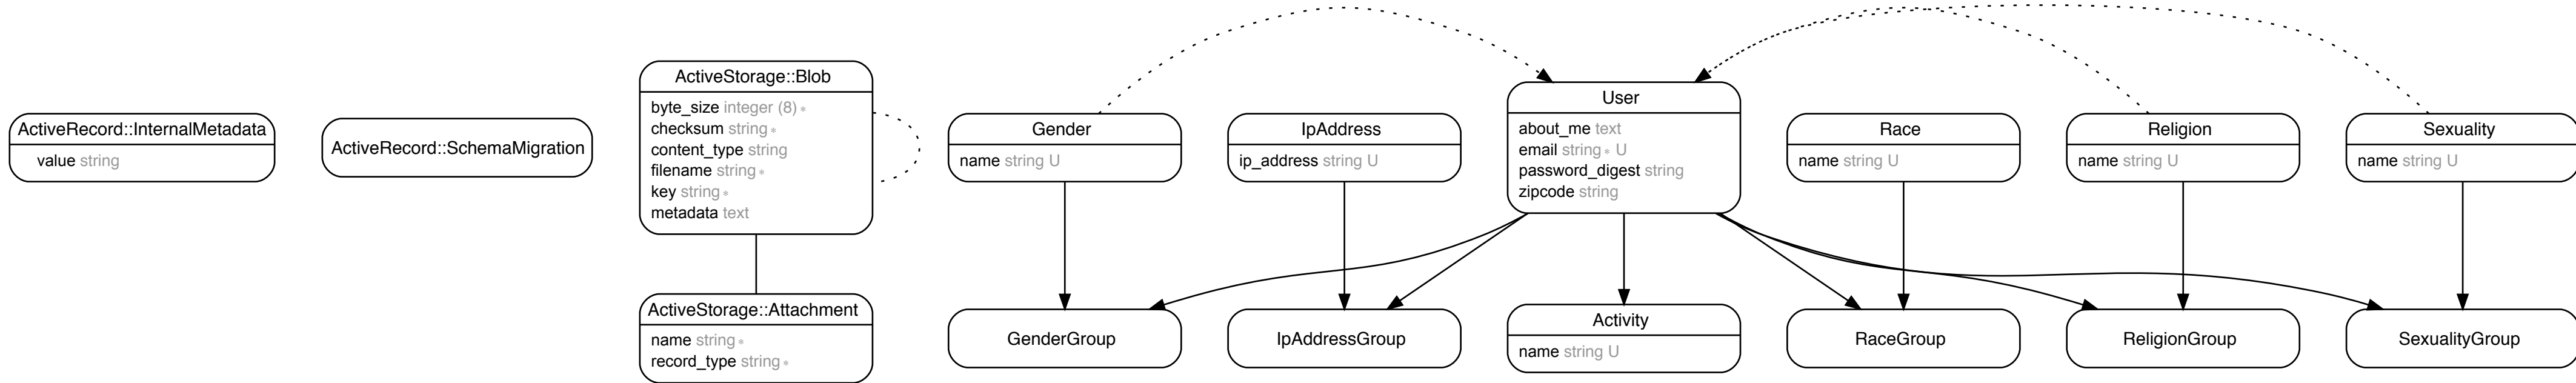 ActiveRecord::InternalMetadata
value string
ActiveRecord::SchemaMigration
ActiveStorage::Blob
byte_size integer (8) *
checksum string *
content_type string
filename string *
key string *
metadata text
ActiveStorage::Attachment
name string *
record_type string *
Gender
name string U
IpAddress
ip_address string U
User
about_me text
email string * U
password_digest string
zipcode string
Race
name string U
Religion
name string U
Sexuality
name string U
GenderGroup
IpAddressGroup
Activity
name string U
RaceGroup
ReligionGroup
SexualityGroup